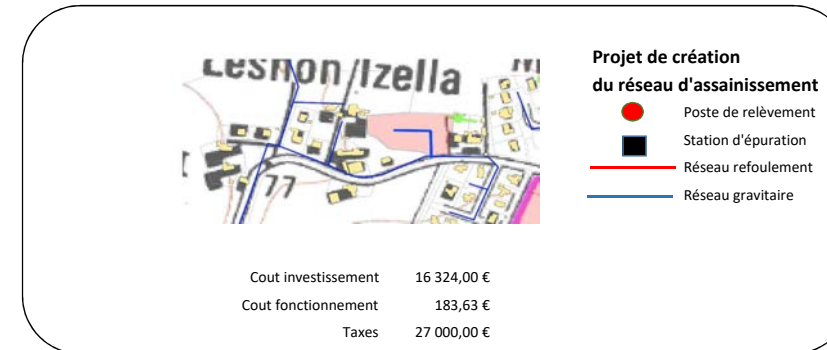 Lesnon/Izella
77
Projet de création
du réseau d'assainissement
Poste de relèvement
Station d'épuration
Réseau refoulement
Réseau gravitaire
Cout investissement 16 324,00 €
Cout fonctionnement 183,63 €
Taxes 27 000,00 €